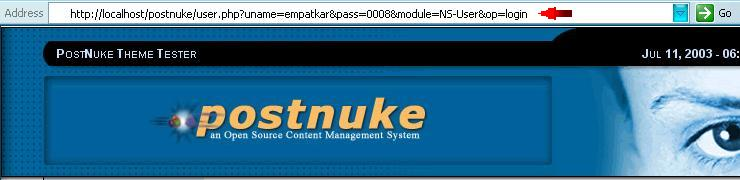 Address http://localhost/postnuke/user.php?uname=empatkar&pass=0008&module=NS-User&op=login Go
PostNuke Theme Tester Jul 11, 2003 - 06:
postnuke
an Open Source Content Management System